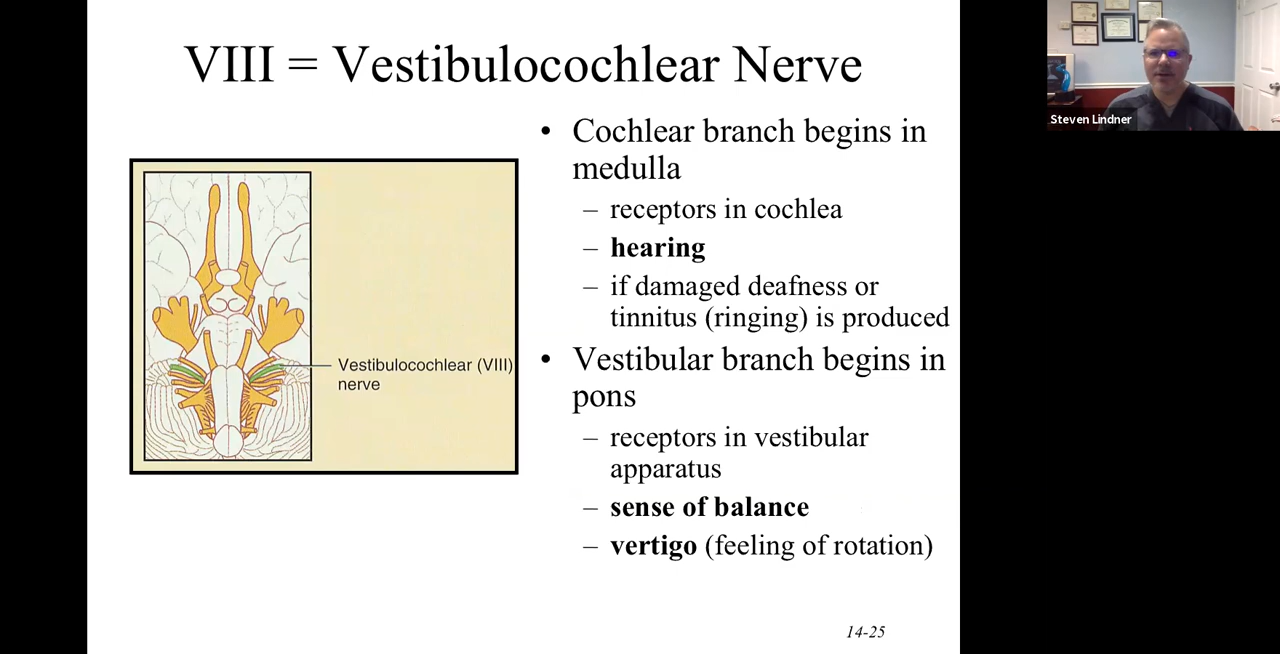 VIII = Vestibulocochlear Nerve
Steven Lindner
• Cochlear branch begins in
medulla
– receptors in cochlea
– hearing
– if damaged deafness or
tinnitus (ringing) is produced
• Vestibular branch begins in
pons
– receptors in vestibular
apparatus
– sense of balance
– vertigo (feeling of rotation)
Vestibulocochlear (VIII)
nerve
14-25